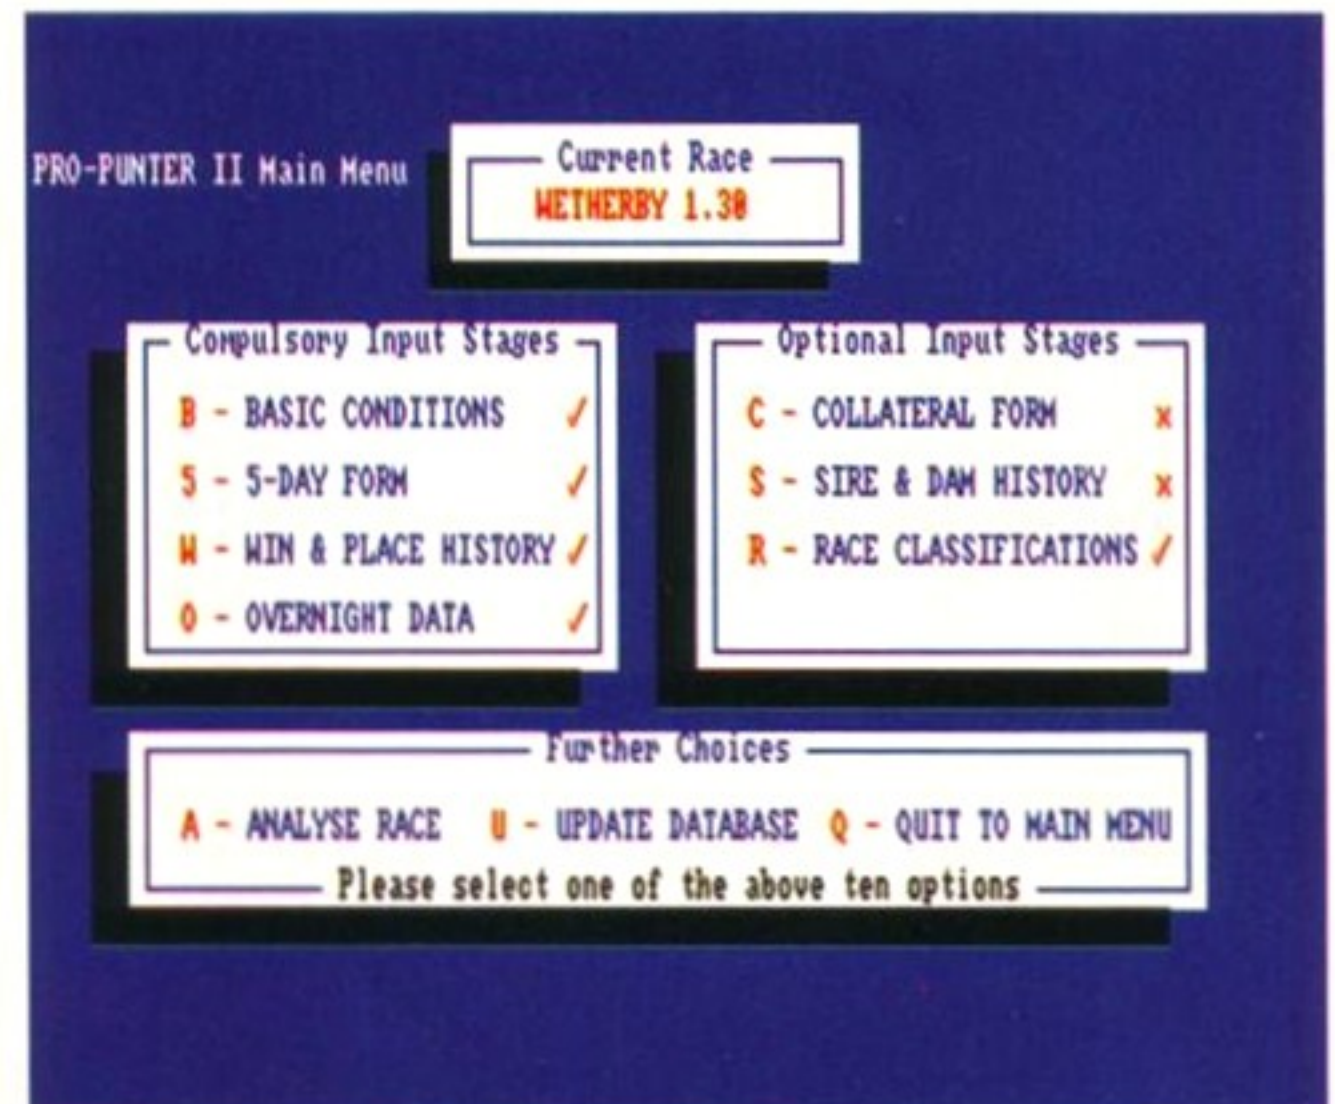 PRO-PUNTER II Main Menu
Current Race
WETHERBY 1.30
Compulsory Input Stages
B - BASIC CONDITIONS ✓
5 - 5-DAY FORM ✓
W - WIN & PLACE HISTORY ✓
O - OVERNIGHT DATA ✓
Optional Input Stages
C - COLLATERAL FORM x
S - SIRE & DAM HISTORY x
R - RACE CLASSIFICATIONS ✓
Further Choices
A - ANALYSE RACE U - UPDATE DATABASE Q - QUIT TO MAIN MENU
Please select one of the above ten options